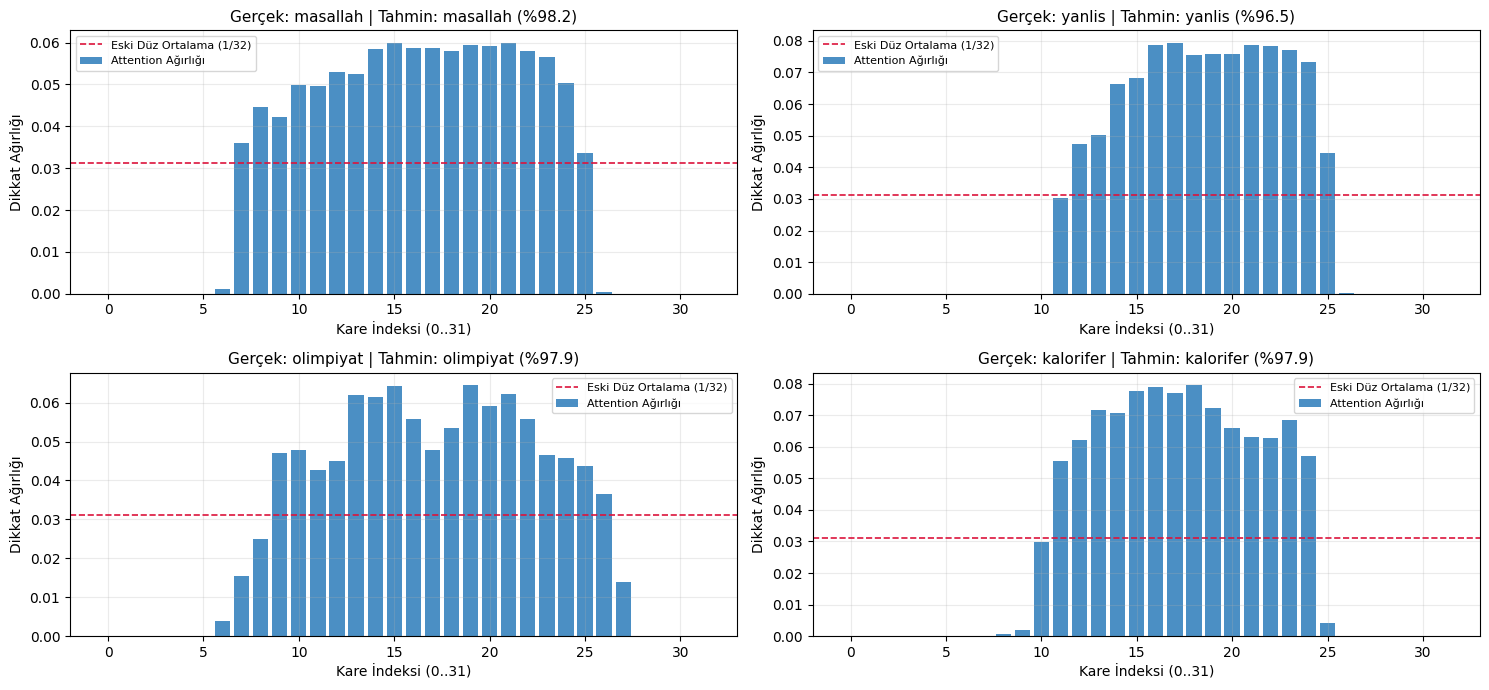 Gerçek: masallah | Tahmin: masallah (%98.2)
Eski Düz Ortalama (1/32)
Attention Ağırlığı
Dikkat Ağırlığı
0.06
0.05
0.04
0.03
0.02
0.01
0.00
0 5 10 15 20 25 30
Kare İndeksi (0..31)
Gerçek: yanlis | Tahmin: yanlis (%96.5)
Eski Düz Ortalama (1/32)
Attention Ağırlığı
Dikkat Ağırlığı
0.08
0.07
0.06
0.05
0.04
0.03
0.02
0.01
0.00
0 5 10 15 20 25 30
Kare İndeksi (0..31)
Gerçek: olimpiyat | Tahmin: olimpiyat (%97.9)
Eski Düz Ortalama (1/32)
Attention Ağırlığı
Dikkat Ağırlığı
0.06
0.05
0.04
0.03
0.02
0.01
0.00
0 5 10 15 20 25 30
Kare İndeksi (0..31)
Gerçek: kalorifer | Tahmin: kalorifer (%97.9)
Eski Düz Ortalama (1/32)
Attention Ağırlığı
Dikkat Ağırlığı
0.08
0.07
0.06
0.05
0.04
0.03
0.02
0.01
0.00
0 5 10 15 20 25 30
Kare İndeksi (0..31)